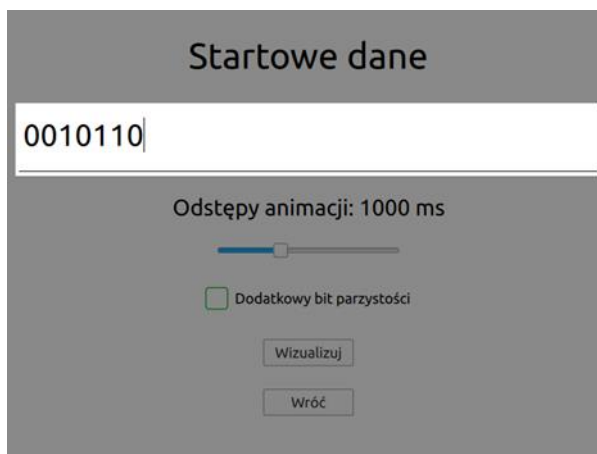 Startowe dane
0010110
Odstępy animacji: 1000 ms
Dodatkowy bit parzystości
Wizualizuj
Wróć